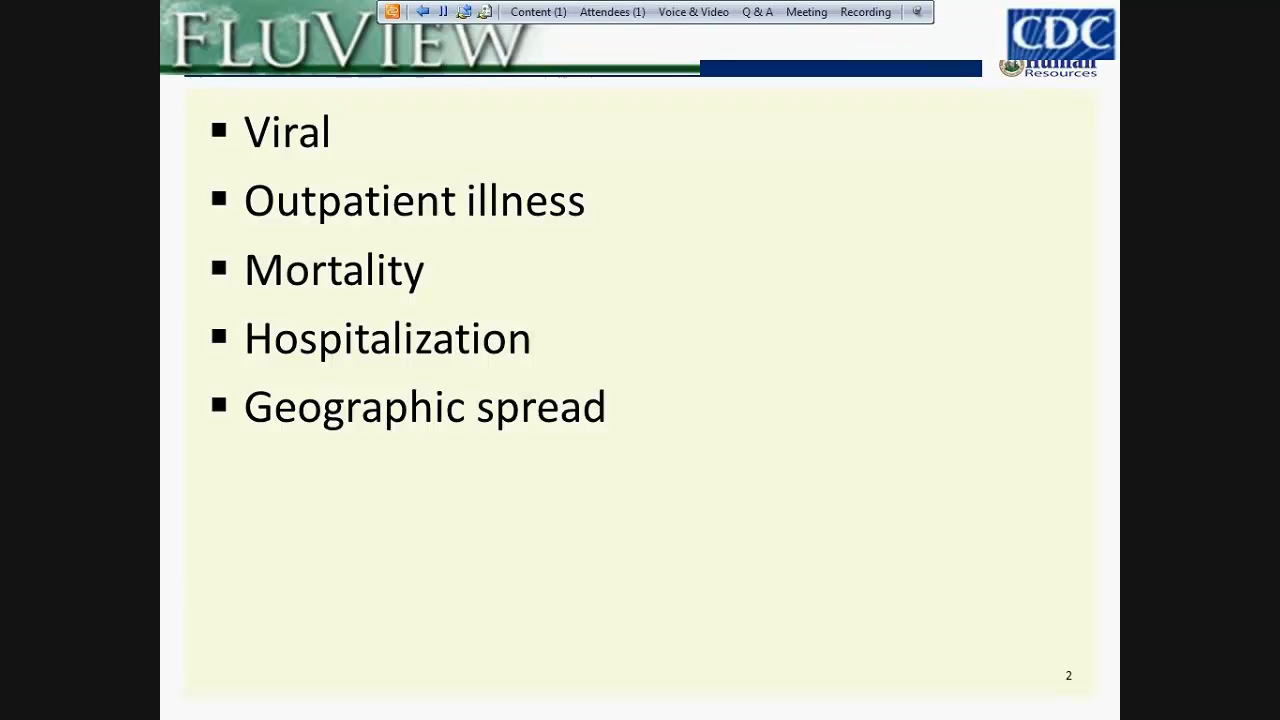 Content (1) Attendees (1) Voice & Video Q & A Meeting Recording
FLUVIEW
CDC
Human
Resources
▪ Viral
▪ Outpatient illness
▪ Mortality
▪ Hospitalization
▪ Geographic spread
2